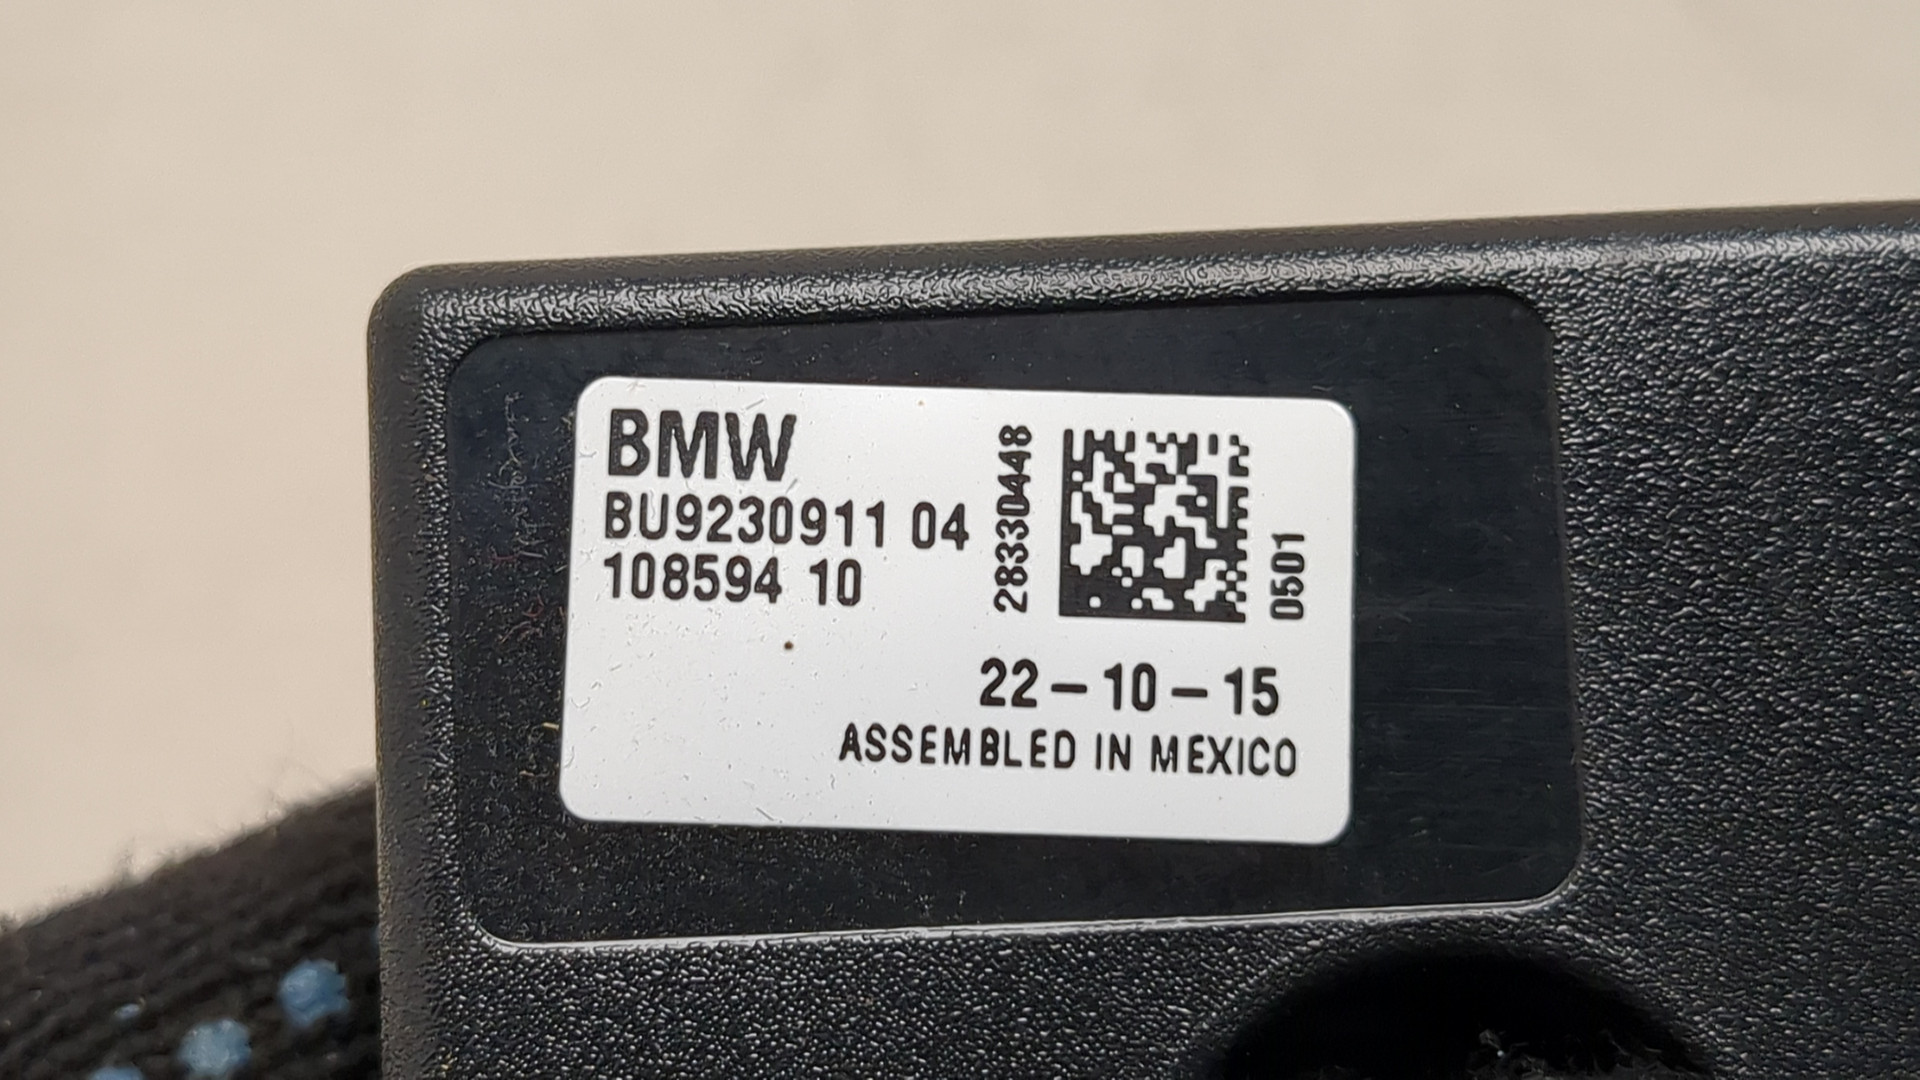 BMW
BU9230911 04
108594 10
28330448
0501
22-10-15
ASSEMBLED IN MEXICO